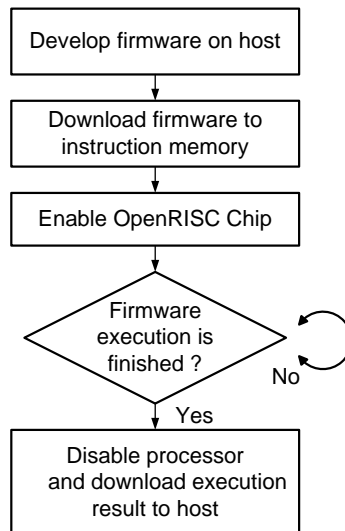 Develop firmware on host
Download firmware to
instruction memory
Enable OpenRISC Chip
Firmware
execution is
finished ?
No
Yes
Disable processor
and download execution
result to host